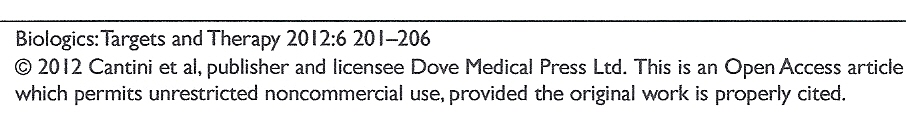 Biologics: Targets and Therapy 2012:6 201–206
© 2012 Cantini et al, publisher and licensee Dove Medical Press Ltd. This is an Open Access article
which permits unrestricted noncommercial use, provided the original work is properly cited.